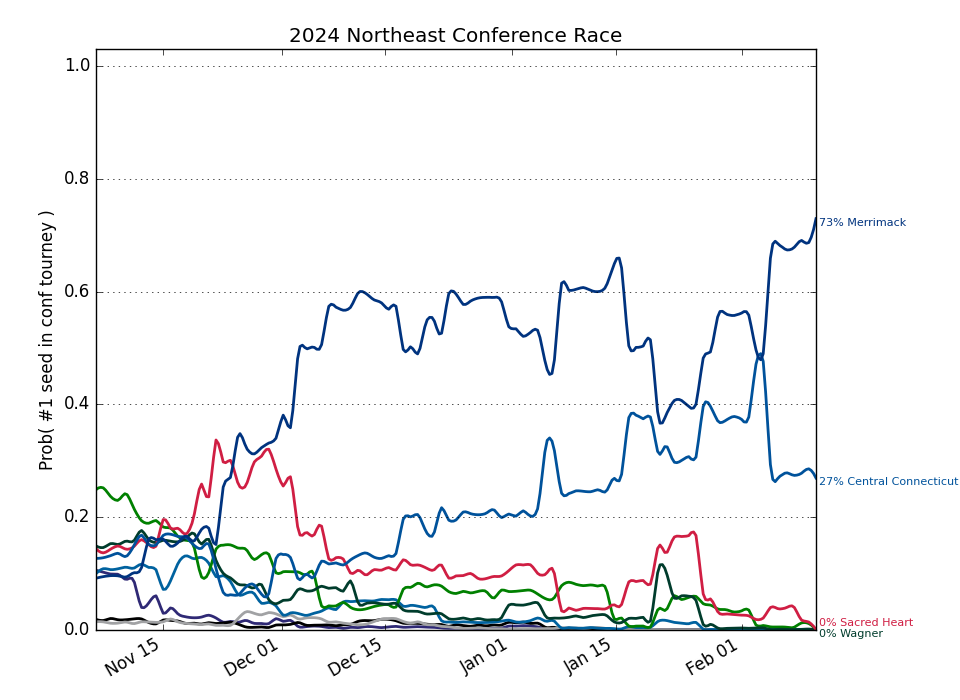 2024 Northeast Conference Race
Prob( #1 seed in conf tourney )
1.0
0.8
0.6
0.4
0.2
0.0
73% Merrimack
27% Central Connecticut
0% Sacred Heart
0% Wagner
Nov 15
Dec 01
Dec 15
Jan 01
Jan 15
Feb 01